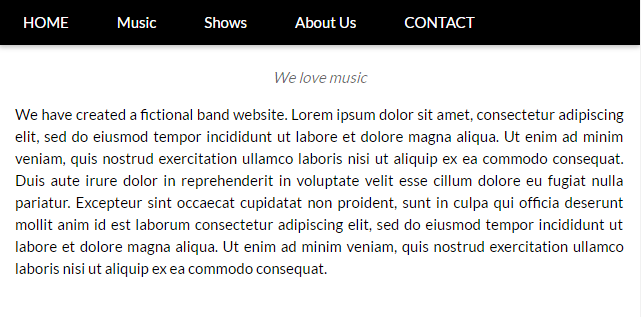 HOME Music Shows About Us CONTACT
We love music
We have created a fictional band website. Lorem ipsum dolor sit amet, consectetur adipiscing
elit, sed do eiusmod tempor incididunt ut labore et dolore magna aliqua. Ut enim ad minim
veniam, quis nostrud exercitation ullamco laboris nisi ut aliquip ex ea commodo consequat.
Duis aute irure dolor in reprehenderit in voluptate velit esse cillum dolore eu fugiat nulla
pariatur. Excepteur sint occaecat cupidatat non proident, sunt in culpa qui officia deserunt
mollit anim id est laborum consectetur adipiscing elit, sed do eiusmod tempor incididunt ut
labore et dolore magna aliqua. Ut enim ad minim veniam, quis nostrud exercitation ullamco
laboris nisi ut aliquip ex ea commodo consequat.